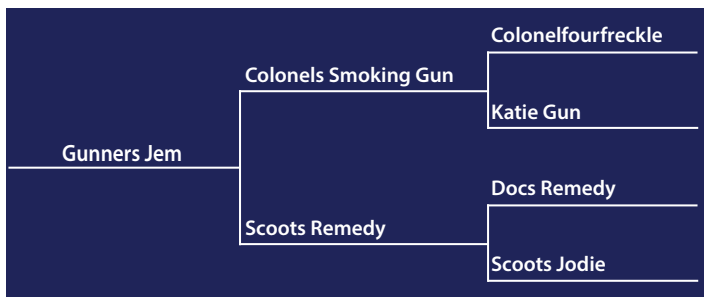 Colonelfourfreckle
Colonels Smoking Gun
Katie Gun
Gunners Jem
Docs Remedy
Scoots Remedy
Scoots Jodie